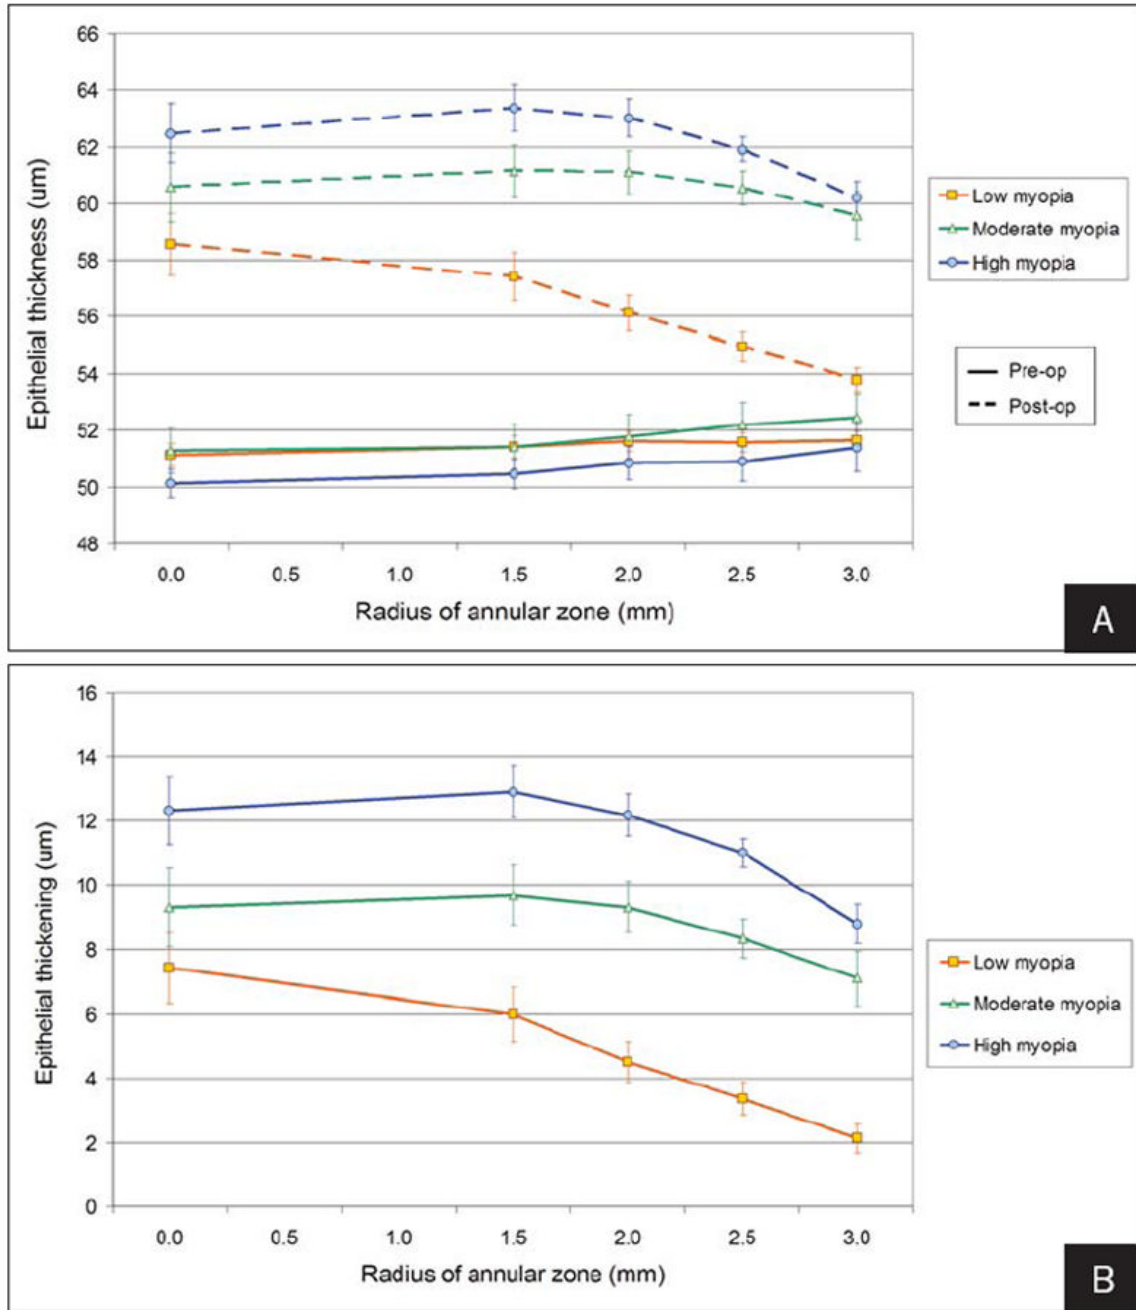 66
64
62
60
58
56
54
52
50
48
Epithelial thickness (um)
0.0 0.5 1.0 1.5 2.0 2.5 3.0
Radius of annular zone (mm)
Low myopia
Moderate myopia
High myopia
Pre-op
Post-op
A
16
14
12
10
8
6
4
2
0
Epithelial thickening (um)
0.0 0.5 1.0 1.5 2.0 2.5 3.0
Radius of annular zone (mm)
Low myopia
Moderate myopia
High myopia
B